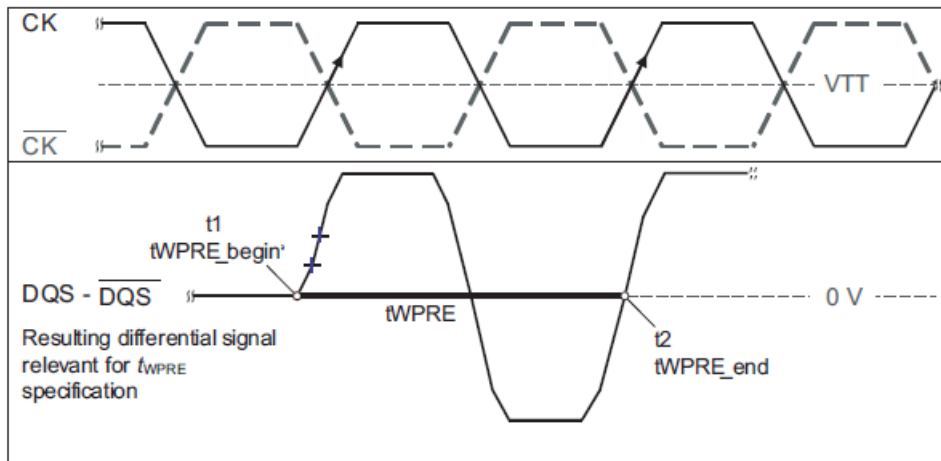 CK
VTT
CK
t1
tWPRE_begin'
DQS - DQS
tWPRE
0 V
t2
tWPRE_end
Resulting differential signal
relevant for tWPRE
specification